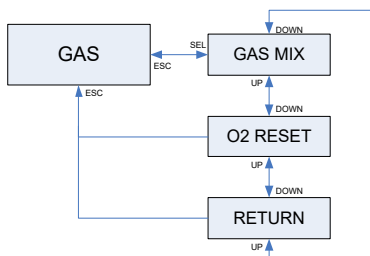 DOWN
GAS
SEL
ESC
GAS MIX
UP
DOWN
ESC
O2 RESET
UP
DOWN
RETURN
UP